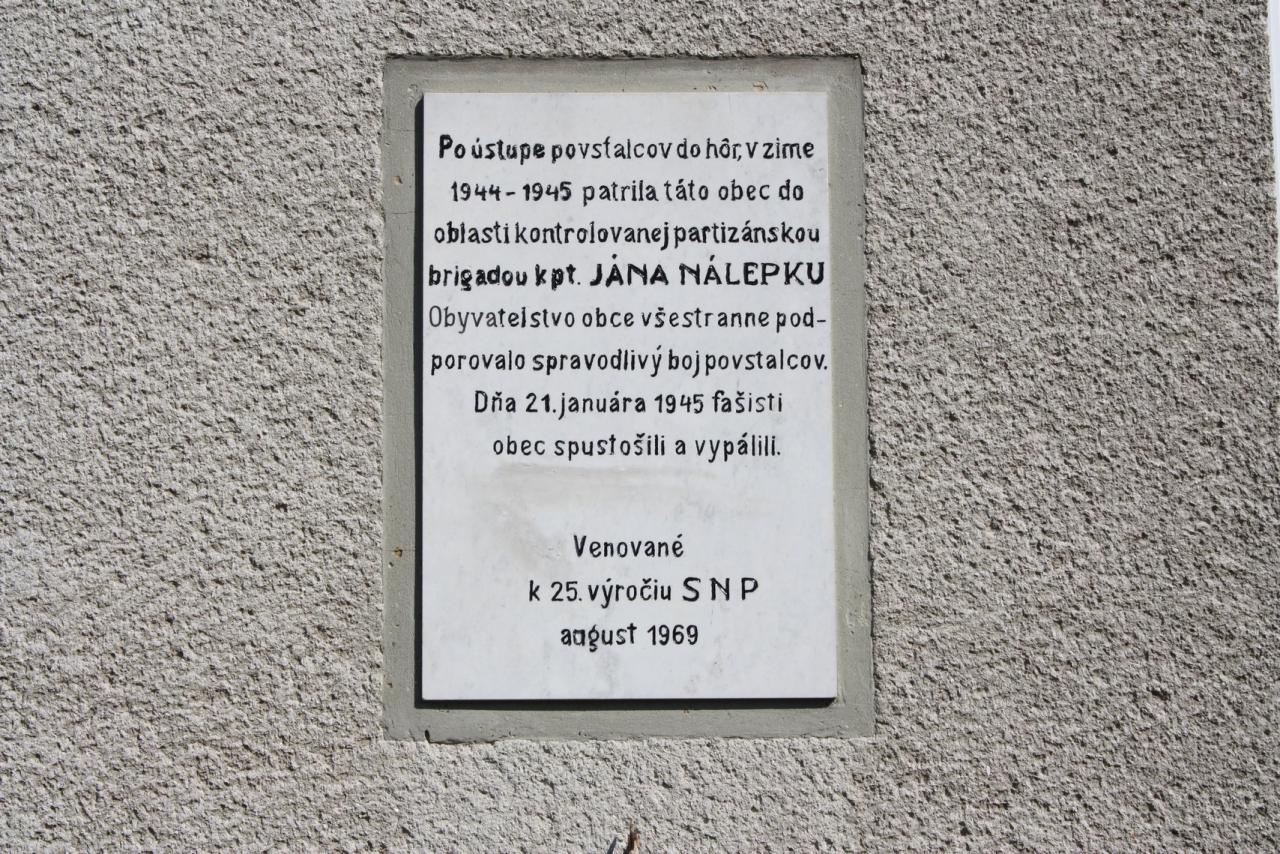 Po ústupe povstalcov do hôr, v zime
1944 - 1945 patrila táto obec do
oblasti kontrolovanej partizánskou
brigadou kpt. JÁNA NÁLEPKU
Obyvatelstvo obce všestranne pod-
porovalo spravodlivý boj povstalcov.
Dňa 21. januára 1945 fašisti
obec spustošili a vypálili.
Venované
k 25. výročiu SNP
august 1969